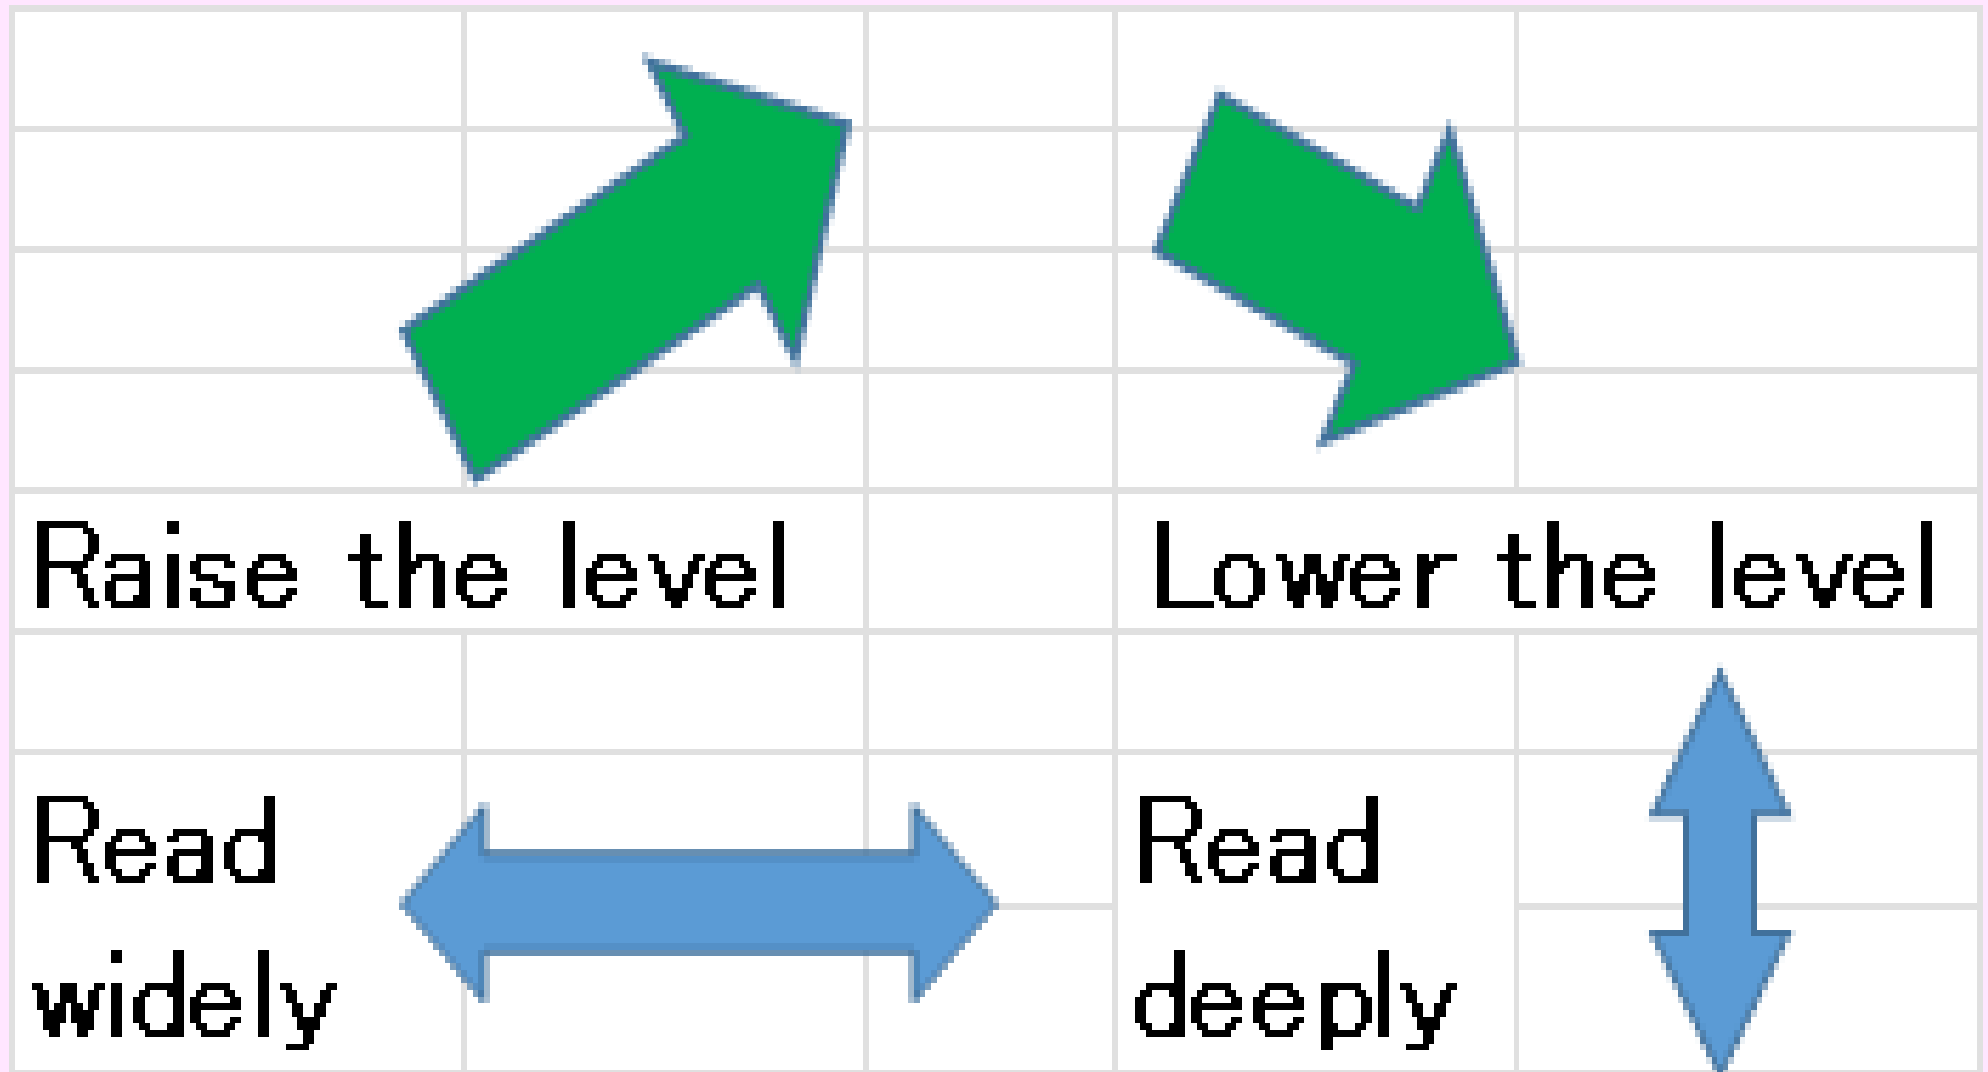 Raise the level
Lower the level
Read
widely
Read
deeply